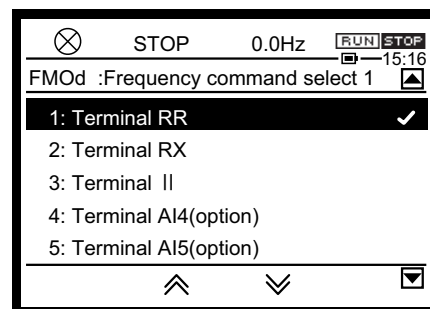 STOP 0.0Hz RUN STOP
15:16
FMOd :Frequency command select 1
1: Terminal RR
2: Terminal RX
3: Terminal II
4: Terminal AI4(option)
5: Terminal AI5(option)